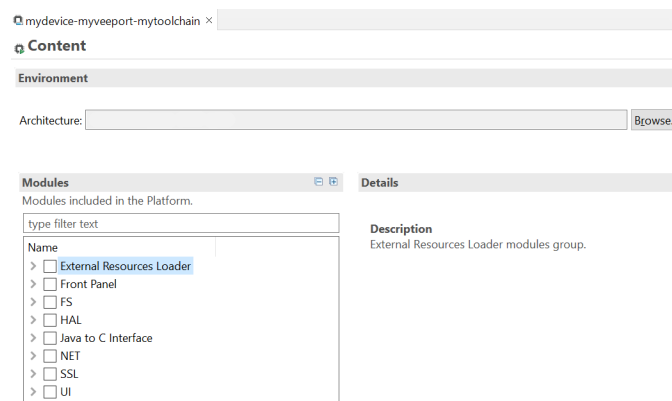 mydevice-myveeport-mytoolchain
Content
Environment
Architecture:
Browse.
Modules
Details
Modules included in the Platform.
type filter text
Description
External Resources Loader modules group.
Name
External Resources Loader
Front Panel
FS
HAL
Java to C Interface
NET
SSL
UI